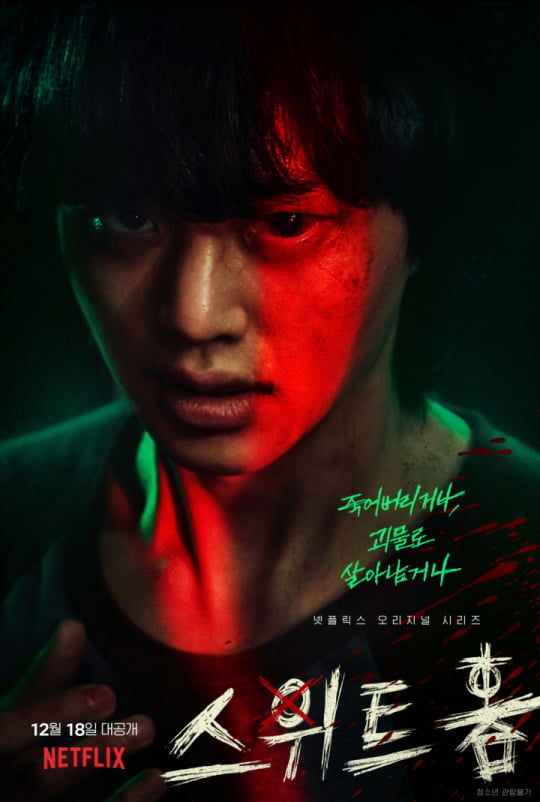 죽어버리거나,
괴물로
살아남거나
넷플릭스 오리지널 시리즈
스위트홈
12월 18일 대공개
NETFLIX
청소년 관람불가